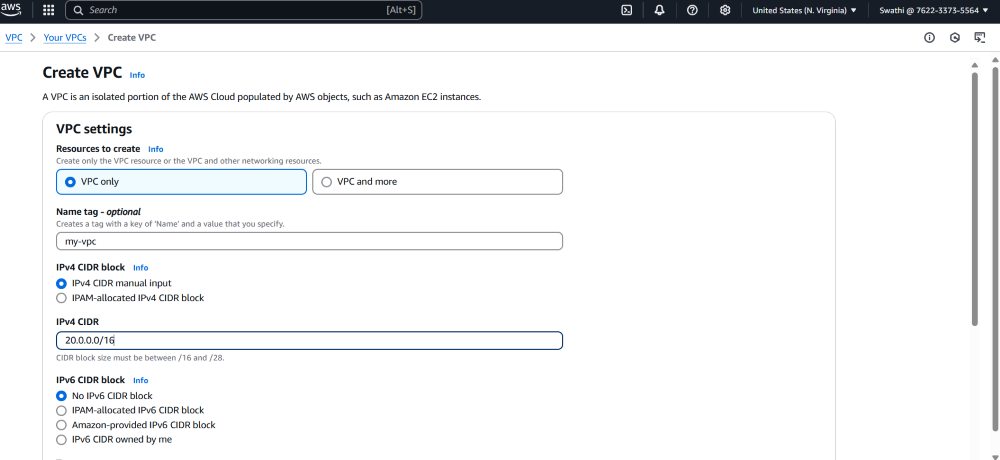 aws
Search [Alt+S] United States (N. Virginia) Swathi @ 7622-3373-5564
VPC > Your VPCs > Create VPC
Create VPC Info
A VPC is an isolated portion of the AWS Cloud populated by AWS objects, such as Amazon EC2 instances.
VPC settings
Resources to create Info
Create only the VPC resource or the VPC and other networking resources.
VPC only VPC and more
Name tag - optional
Creates a tag with a key of 'Name' and a value that you specify.
my-vpc
IPv4 CIDR block Info
IPv4 CIDR manual input
IPAM-allocated IPv4 CIDR block
IPv4 CIDR
20.0.0.0/16
CIDR block size must be between /16 and /28.
IPv6 CIDR block Info
No IPv6 CIDR block
IPAM-allocated IPv6 CIDR block
Amazon-provided IPv6 CIDR block
IPv6 CIDR owned by me